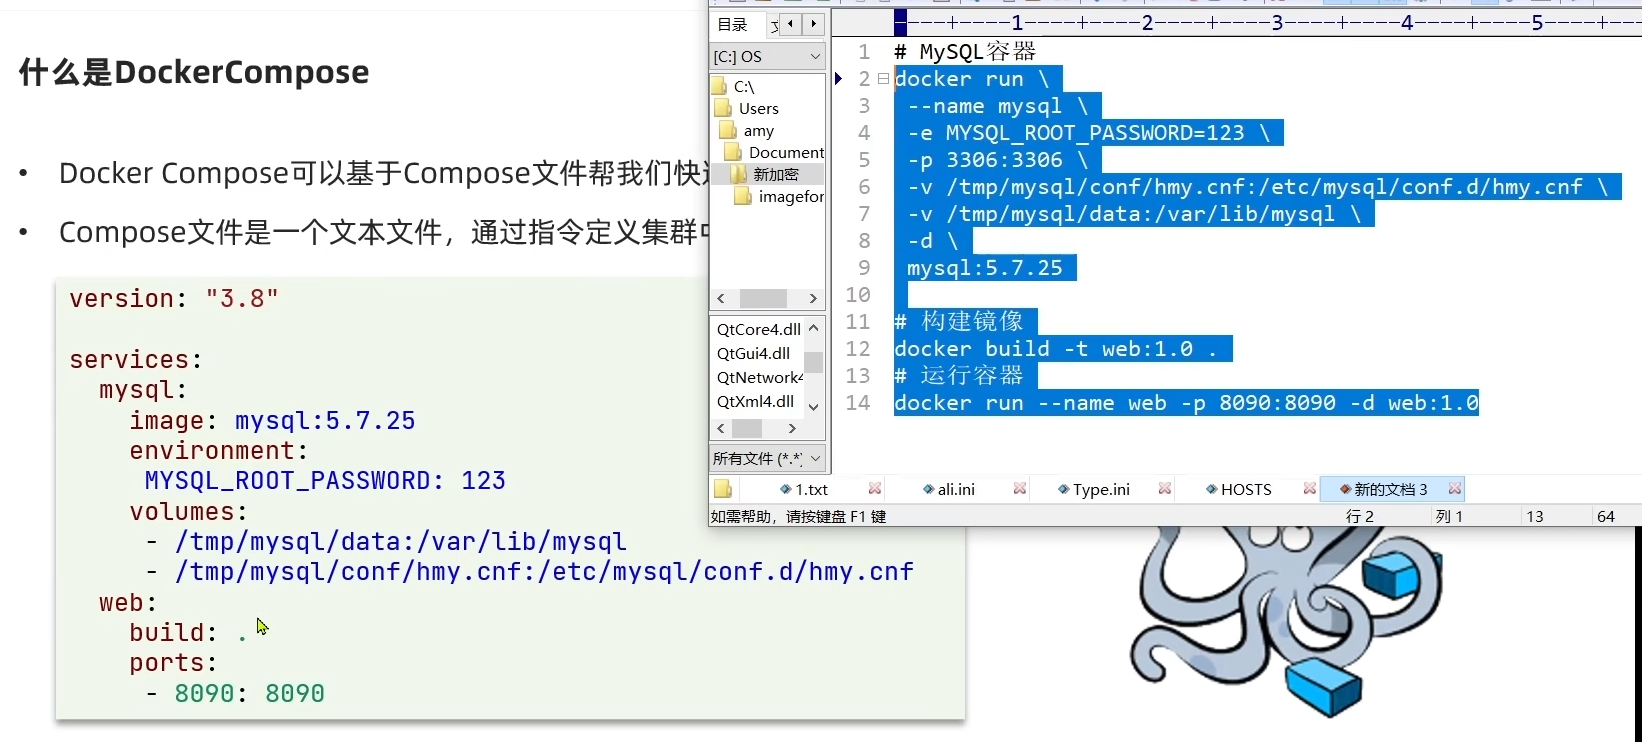 什么是DockerCompose
• Docker Compose可以基于Compose文件帮我们快
• Compose文件是一个文本文件，通过指令定义集群
version: "3.8"
services:
mysql:
image: mysql:5.7.25
environment:
MYSQL_ROOT_PASSWORD: 123
volumes:
- /tmp/mysql/data:/var/lib/mysql
- /tmp/mysql/conf/hmy.cnf:/etc/mysql/conf.d/hmy.cnf
web:
build: .
ports:
- 8090: 8090
目录
[C:] OS
C:\
Users
amy
Document
新加密
imagefor
QtCore4.dll
QtGui4.dll
QtNetwork4
QtXml4.dll
所有文件 (*.*)
----+----1----+----2----+----3----+----4----+----5----+--
1 # MySQL容器
2 docker run \
3 --name mysql \
4 -e MYSQL_ROOT_PASSWORD=123 \
5 -p 3306:3306 \
6 -v /tmp/mysql/conf/hmy.cnf:/etc/mysql/conf.d/hmy.cnf \
7 -v /tmp/mysql/data:/var/lib/mysql \
8 -d \
9 mysql:5.7.25
10
11 # 构建镜像
12 docker build -t web:1.0 .
13 # 运行容器
14 docker run --name web -p 8090:8090 -d web:1.0
1.txt ali.ini Type.ini HOSTS 新的文档 3
如需帮助，请按键盘 F1 键 行 2 列 1 13 64